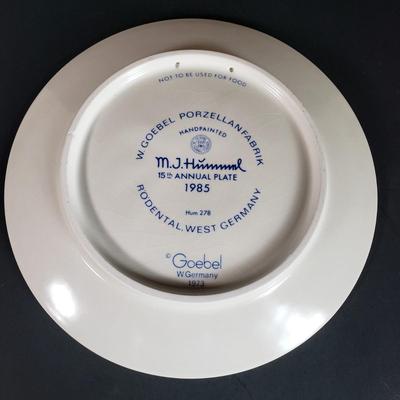 NOT TO BE USED FOR FOOD
W. GOEBEL PORZELLANFABRIK
HANDPAINTED
M.J.Hummel
15th ANNUAL PLATE
1985
Hum 278
RODENTAL, WEST GERMANY
© Goebel
W.Germany
1973